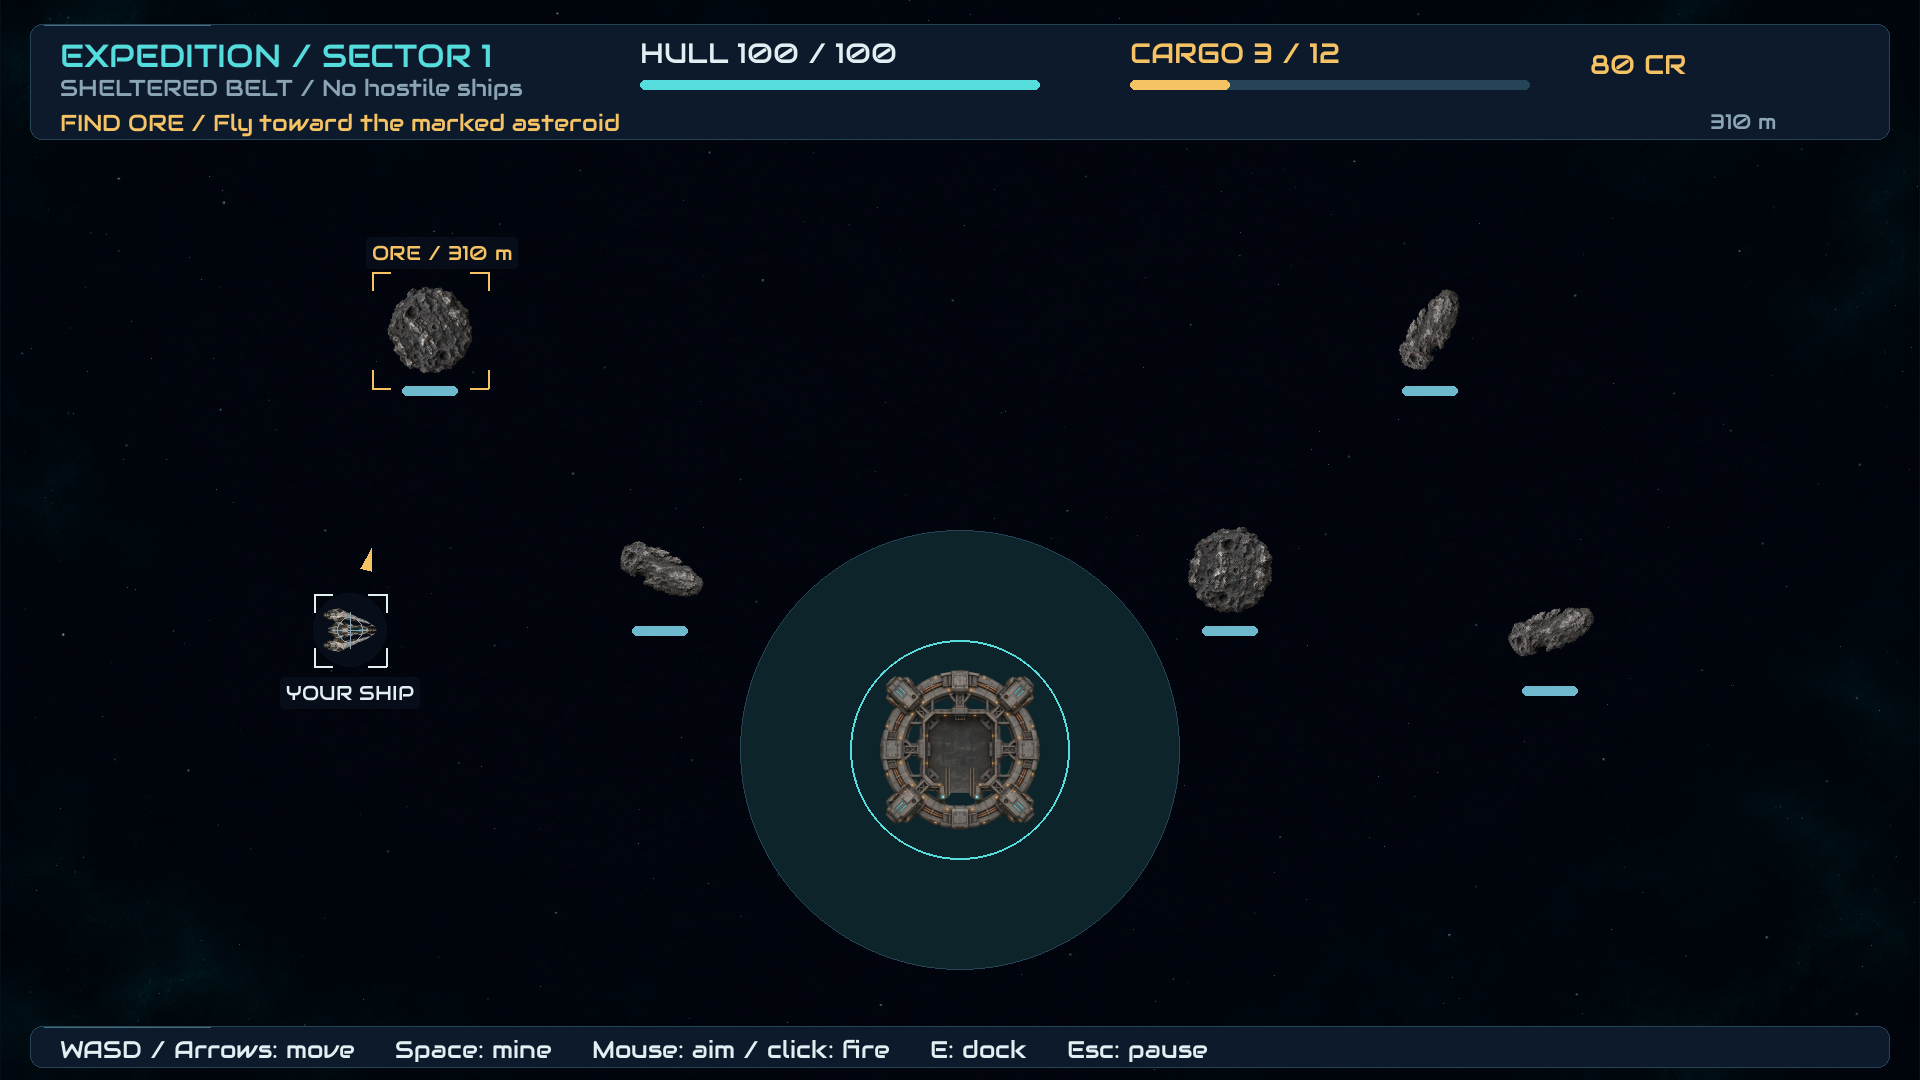 EXPEDITION / SECTOR 1
SHELTERED BELT / No hostile ships
FIND ORE / Fly toward the marked asteroid
HULL 100 / 100
CARGO 3 / 12
80 CR
310 m
ORE / 310 m
YOUR SHIP
WASD / Arrows: move
Space: mine
Mouse: aim / click: fire
E: dock
Esc: pause